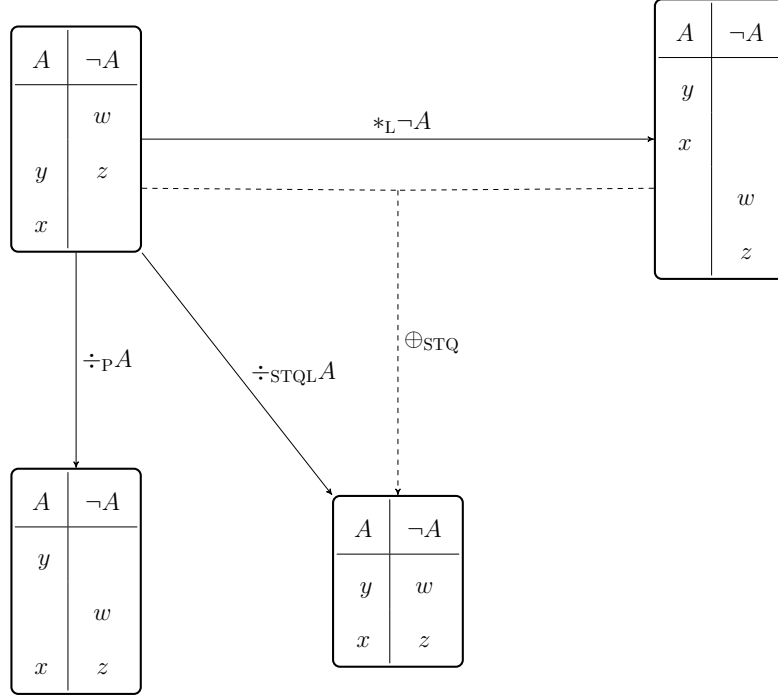 A ¬A
w
y z
x
∗L¬A
A ¬A
y
x
w
z
÷PA
÷STQLA
⊕STQ
A ¬A
y
w
x z
A ¬A
y w
x z